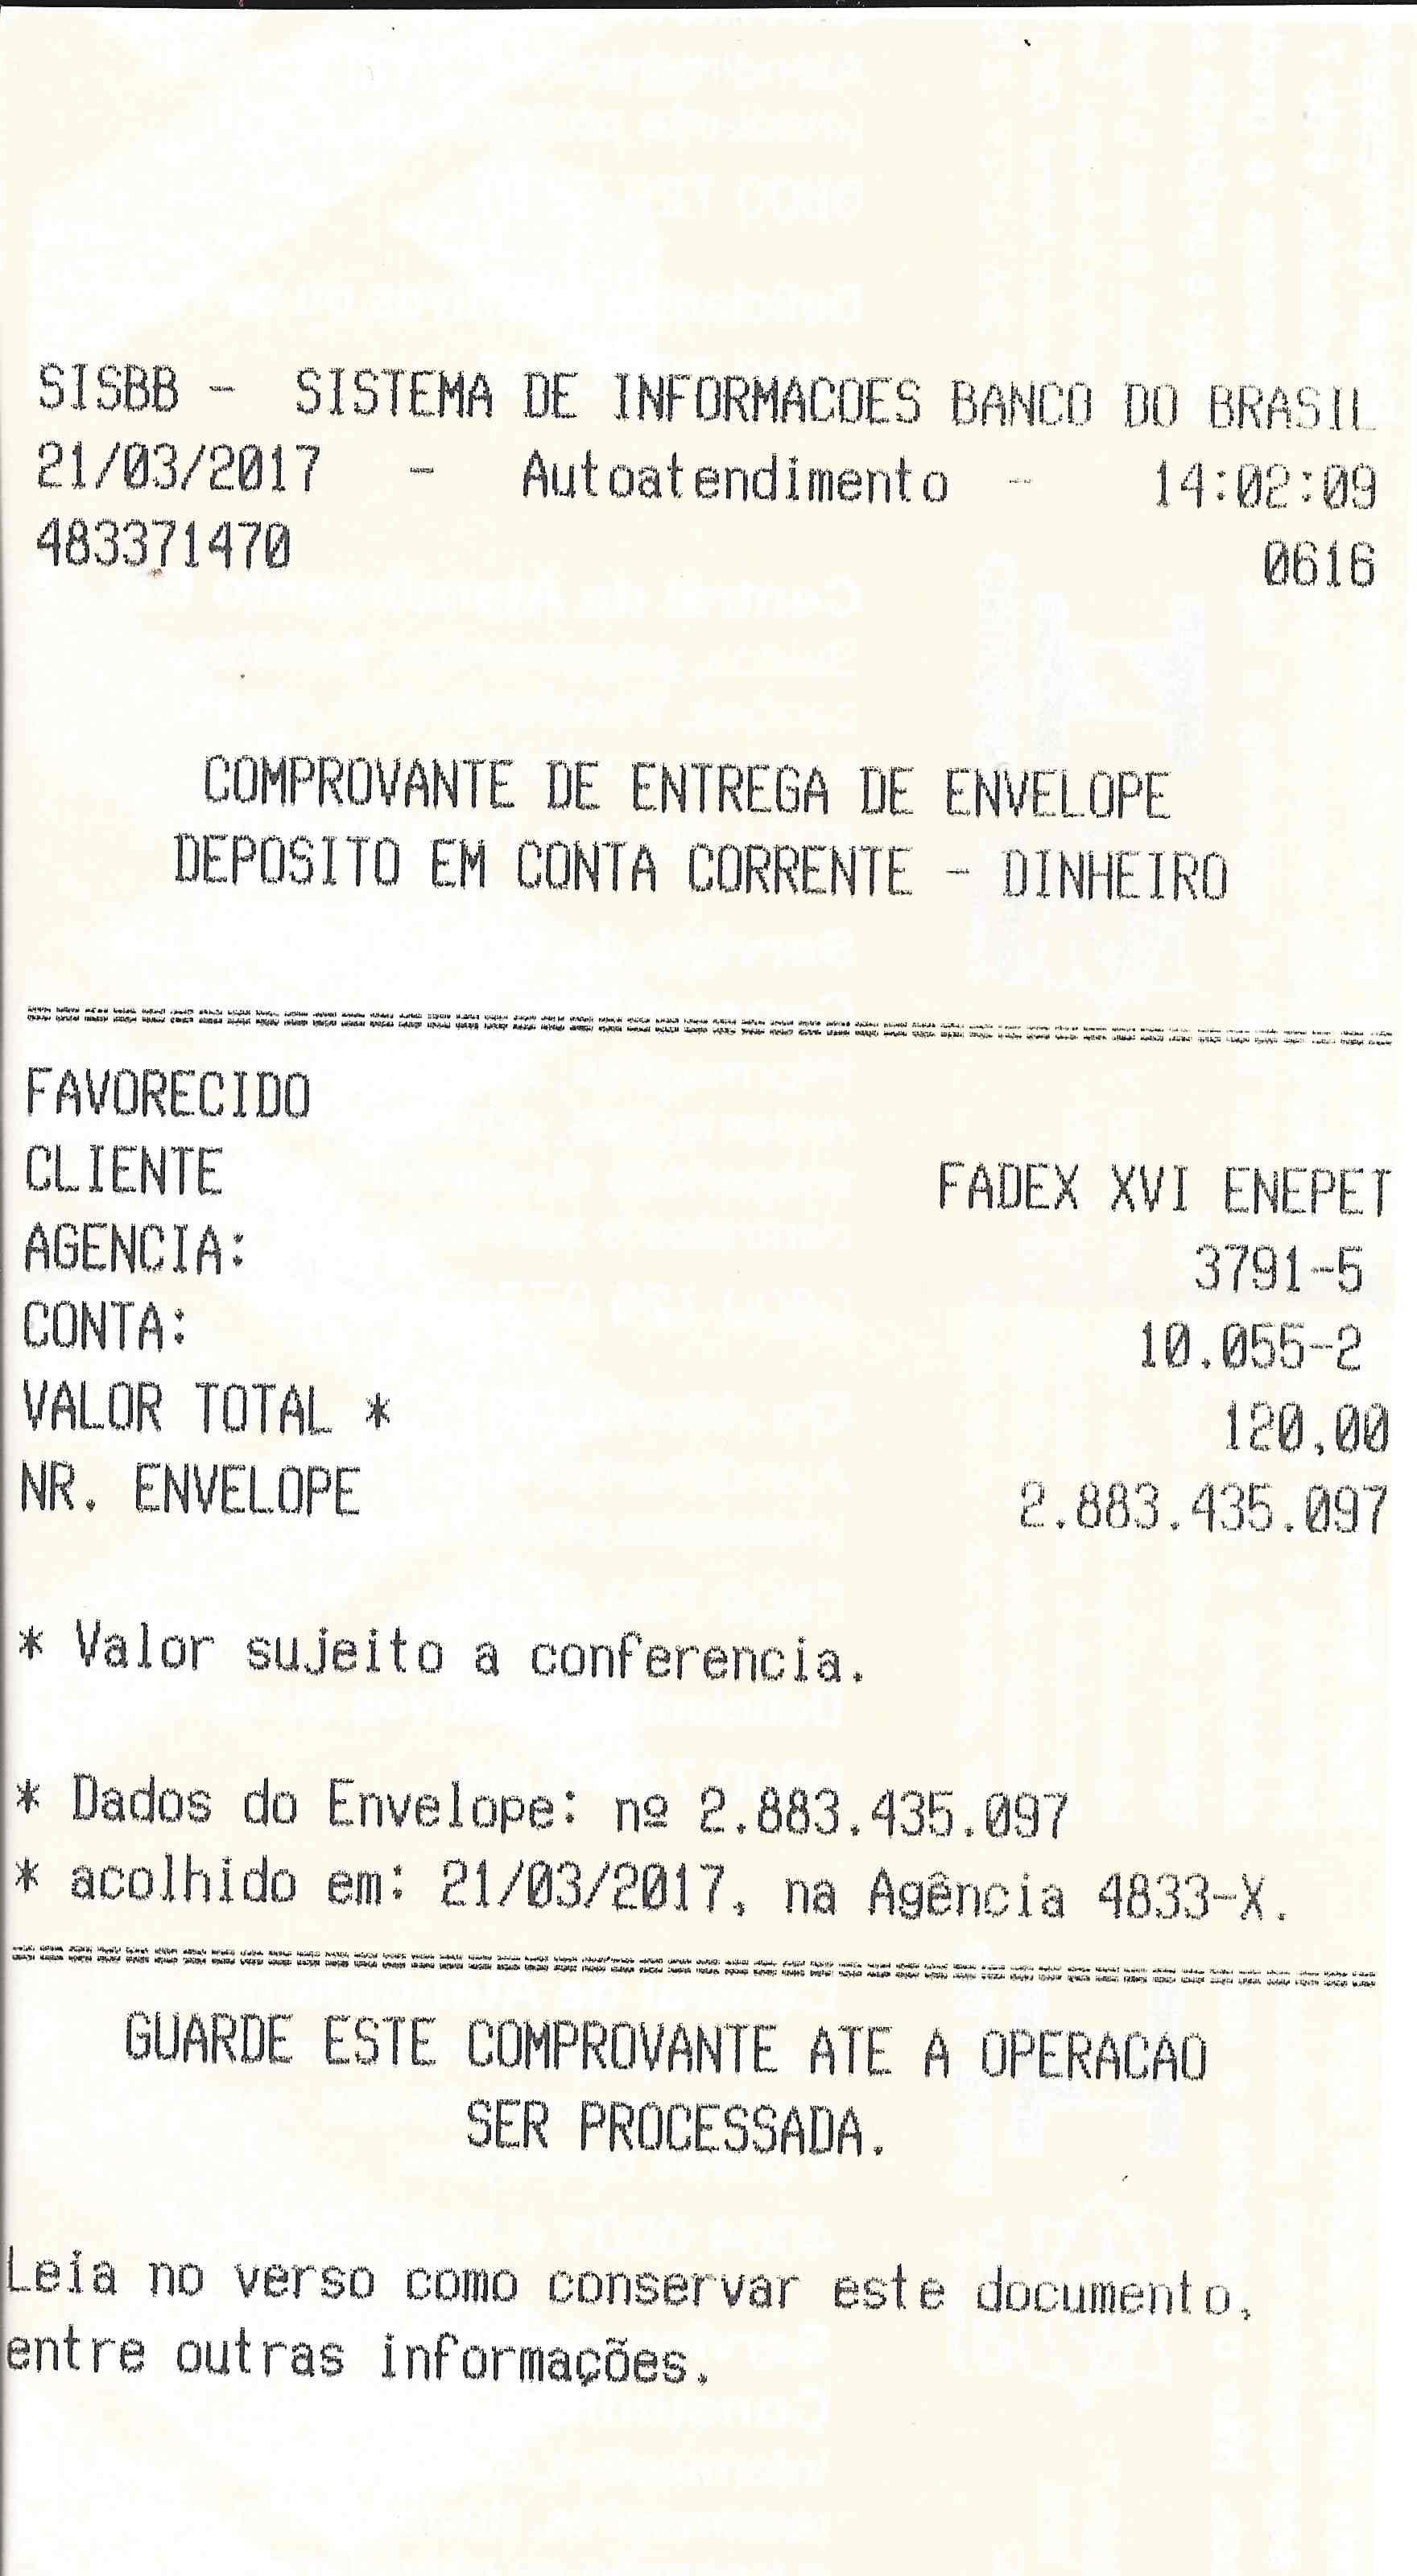 SISBB - SISTEMA DE INFORMACOES BANCO DO BRASIL
21/03/2017 - Autoatendimento - 14:02:09
483371470 0616
COMPROVANTE DE ENTREGA DE ENVELOPE
DEPOSITO EM CONTA CORRENTE - DINHEIRO
FAVORECIDO
CLIENTE FADEX XVI ENEPET
AGENCIA: 3791-5
CONTA: 10.055-2
VALOR TOTAL * 120,00
NR. ENVELOPE 2.883.435.097
* Valor sujeito a conferencia.
* Dados do Envelope: nº 2.883.435.097
* acolhido em: 21/03/2017, na Agência 4833-X.
GUARDE ESTE COMPROVANTE ATE A OPERACAO
SER PROCESSADA.
Leia no verso como conservar este documento,
entre outras informações.